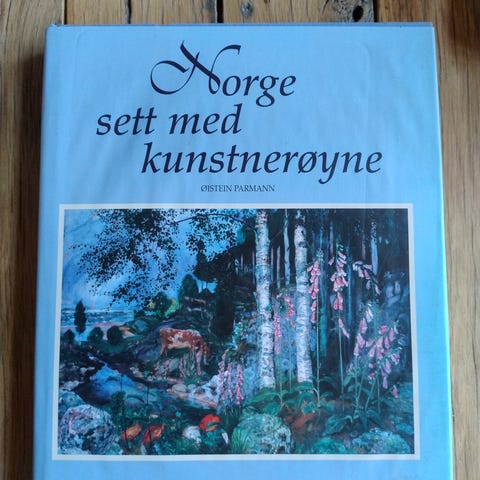 Norge
sett med
kunstnerøyne
ØISTEIN PARMANN